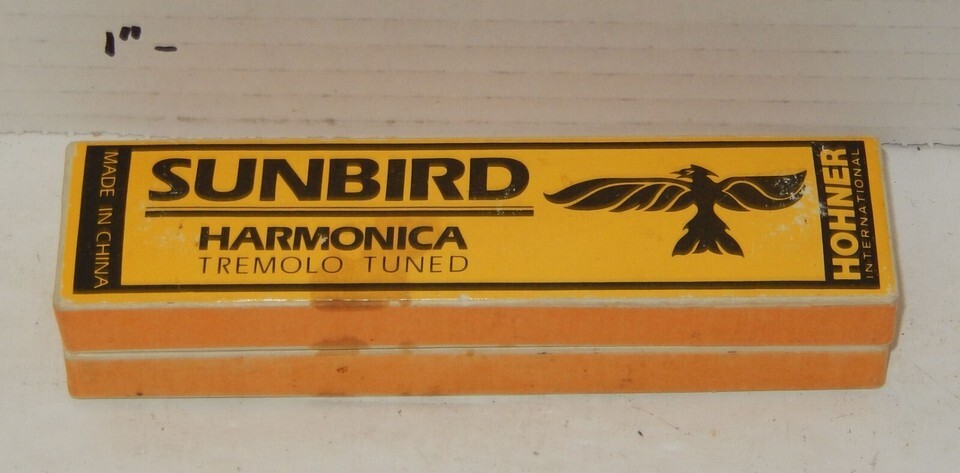 1" -
MADE IN CHINA
SUNBIRD
HARMONICA
TREMOLO TUNED
HOHNER
INTERNATIONAL